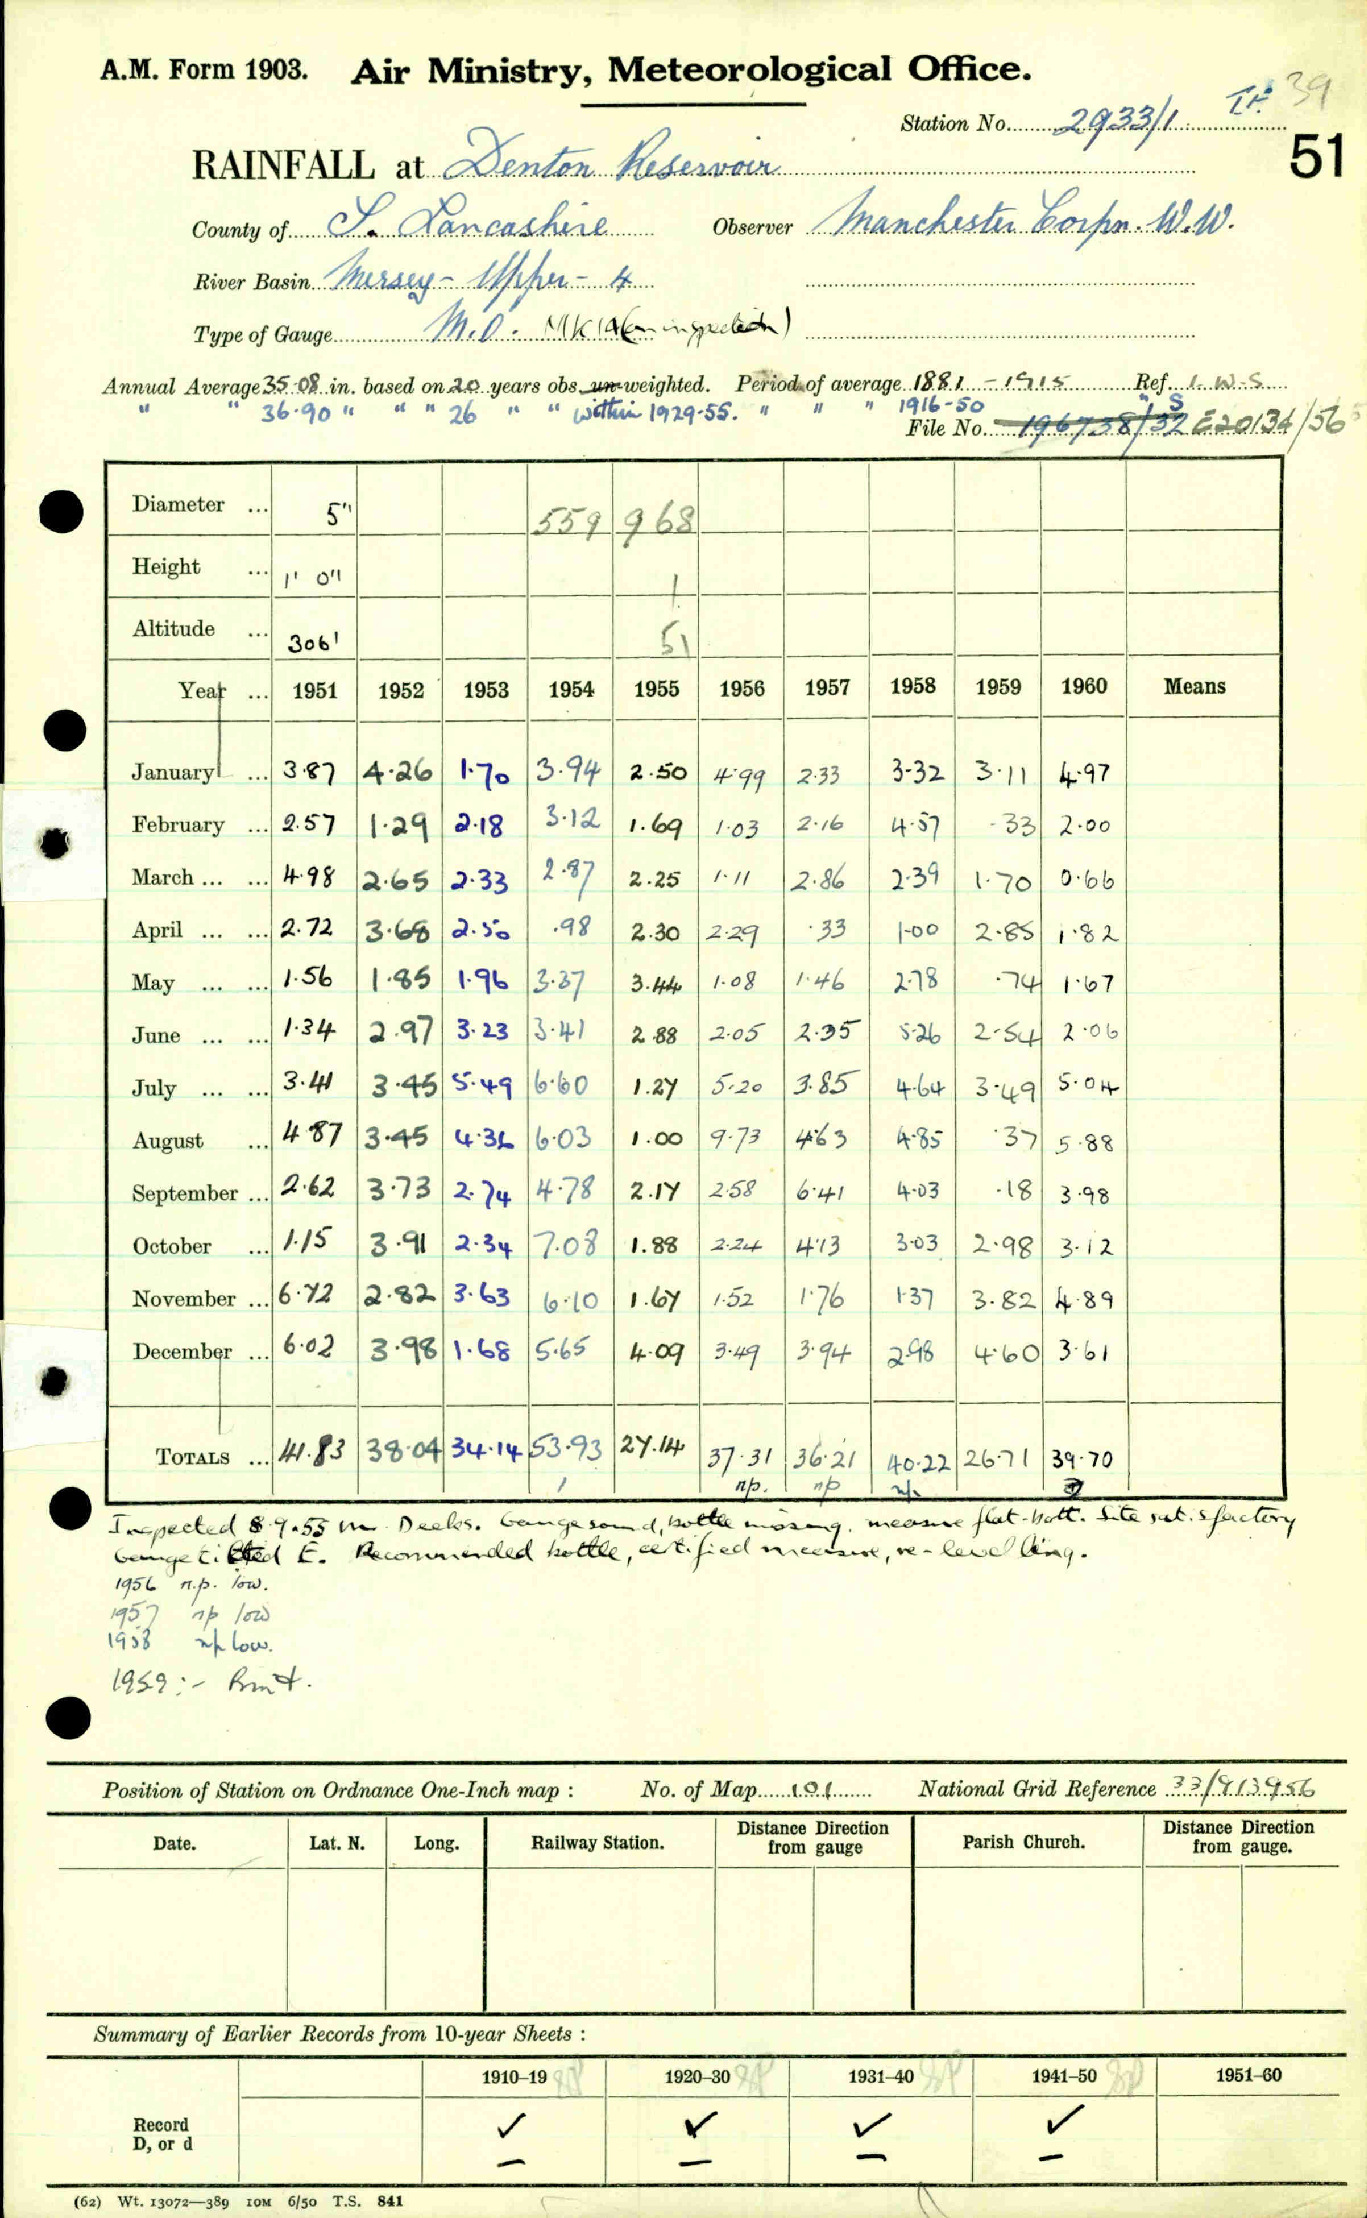 A.M. Form 1903. Air Ministry, Meteorological Office.
39
Station No. 2933/1
51
RAINFALL at Denton Reservoir
County of S. Lancashire Observer Manchester Corpn. W.W.
River Basin Mersey - Upper - 4
Type of Gauge M.O. MK 1A (on inspection)
Annual Average 35.08 in. based on 20 years obs. un-weighted. Period of average 1881 - 1915 Ref. I. W. S.
" " 36.90 " " " 26 " " " within 1929-55. " " " 1916-50 " S
File No. 196738/32 E20134/56
Diameter ... 5" 559 968
Height ... 1' 0" 1
Altitude ... 306' 51
Year ... 1951 1952 1953 1954 1955 1956 1957 1958 1959 1960 Means
January ... 3.87 4.26 1.70 3.94 2.50 4.99 2.33 3.32 3.11 4.97
February ... 2.57 1.29 2.18 3.12 1.69 1.03 2.16 4.57 .33 2.00
March ... ... 4.98 2.65 2.33 2.87 2.25 1.11 2.86 2.39 1.70 0.66
April ... ... 2.72 3.68 2.50 .98 2.30 2.29 .33 1.00 2.85 1.82
May ... ... 1.56 1.85 1.96 3.37 3.44 1.08 1.46 2.78 .74 1.67
June ... ... 1.34 2.97 3.23 3.41 2.88 2.05 2.35 5.26 2.54 2.06
July ... ... 3.41 3.45 5.49 6.60 1.27 5.20 3.85 4.64 3.49 5.04
August ... 4.87 3.45 4.36 6.03 1.00 9.73 4.63 4.85 .37 5.88
September ... 2.62 3.73 2.74 4.78 2.17 2.58 6.41 4.03 .18 3.98
October ... 1.15 3.91 2.34 7.08 1.88 2.24 4.13 3.03 2.98 3.12
November ... 6.72 2.82 3.63 6.10 1.67 1.52 1.76 1.37 3.82 4.89
December ... 6.02 3.98 1.68 5.65 4.09 3.49 3.94 2.98 4.60 3.61
TOTALS ... 41.83 38.04 34.14 53.93 27.14 37.31 36.21 40.22 26.71 39.70
np. np np.
Inspected 8.9.55 Deeks. Gauge sound, bottle missing, measure flat-bott. Site satisfactory
Gauge tilted E. Recommended bottle, certified measure, re-levelling.
1956 n.p. low.
1957 np low
1958 np low.
1959 :-
Position of Station on Ordnance One-Inch map : No. of Map 101 National Grid Reference 33/913956
Date. Lat. N. Long. Railway Station. Distance Direction from gauge Parish Church. Distance Direction from gauge.
Summary of Earlier Records from 10-year Sheets :
1910-19 1920-30 1931-40 1941-50 1951-60
Record D, or d ✓ ✓ ✓ ✓
(62) Wt. 13072—389 IOM 6/50 T.S. 841